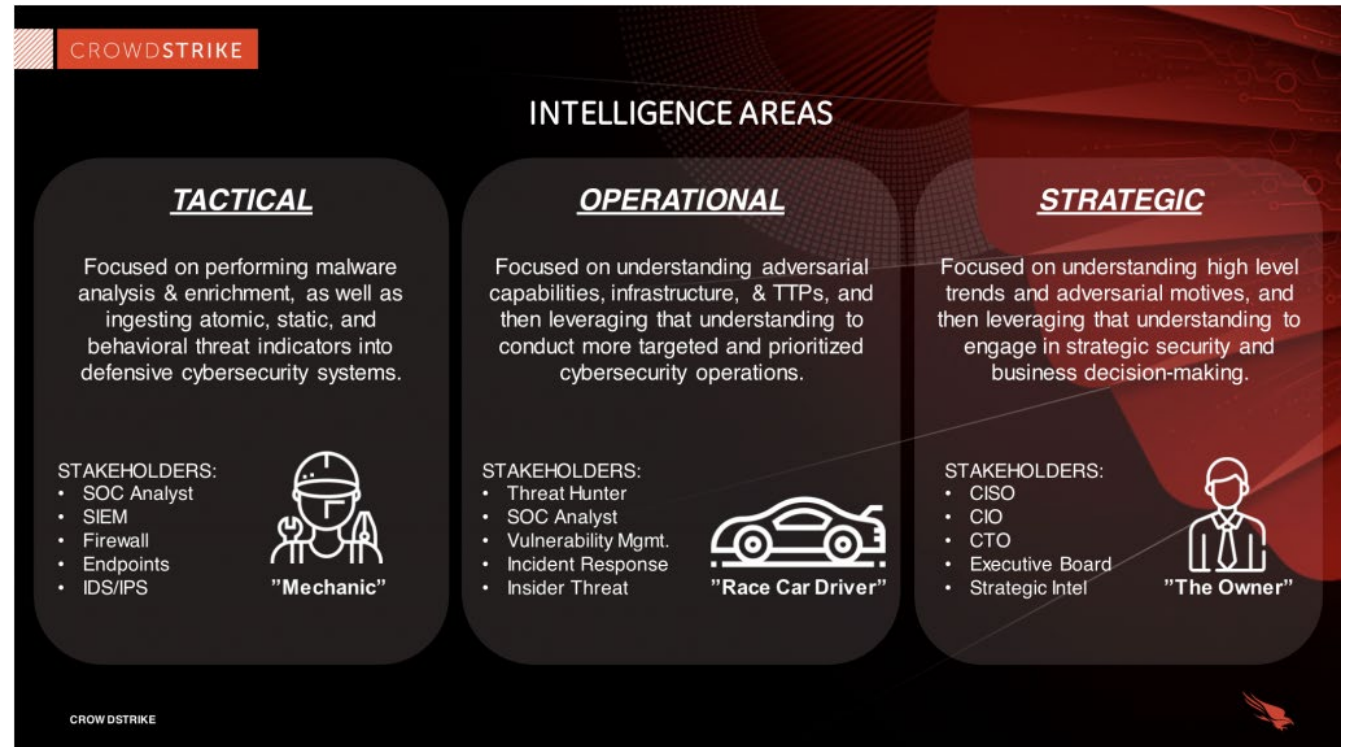 CROWDSTRIKE
INTELLIGENCE AREAS
TACTICAL
Focused on performing malware
analysis & enrichment, as well as
ingesting atomic, static, and
behavioral threat indicators into
defensive cybersecurity systems.
STAKEHOLDERS:
• SOC Analyst
• SIEM
• Firewall
• Endpoints
• IDS/IPS
”Mechanic”
OPERATIONAL
Focused on understanding adversarial
capabilities, infrastructure, & TTPs, and
then leveraging that understanding to
conduct more targeted and prioritized
cybersecurity operations.
STAKEHOLDERS:
• Threat Hunter
• SOC Analyst
• Vulnerability Mgmt.
• Incident Response
• Insider Threat
”Race Car Driver”
STRATEGIC
Focused on understanding high level
trends and adversarial motives, and
then leveraging that understanding to
engage in strategic security and
business decision-making.
STAKEHOLDERS:
• CISO
• CIO
• CTO
• Executive Board
• Strategic Intel
”The Owner”
CROWDSTRIKE